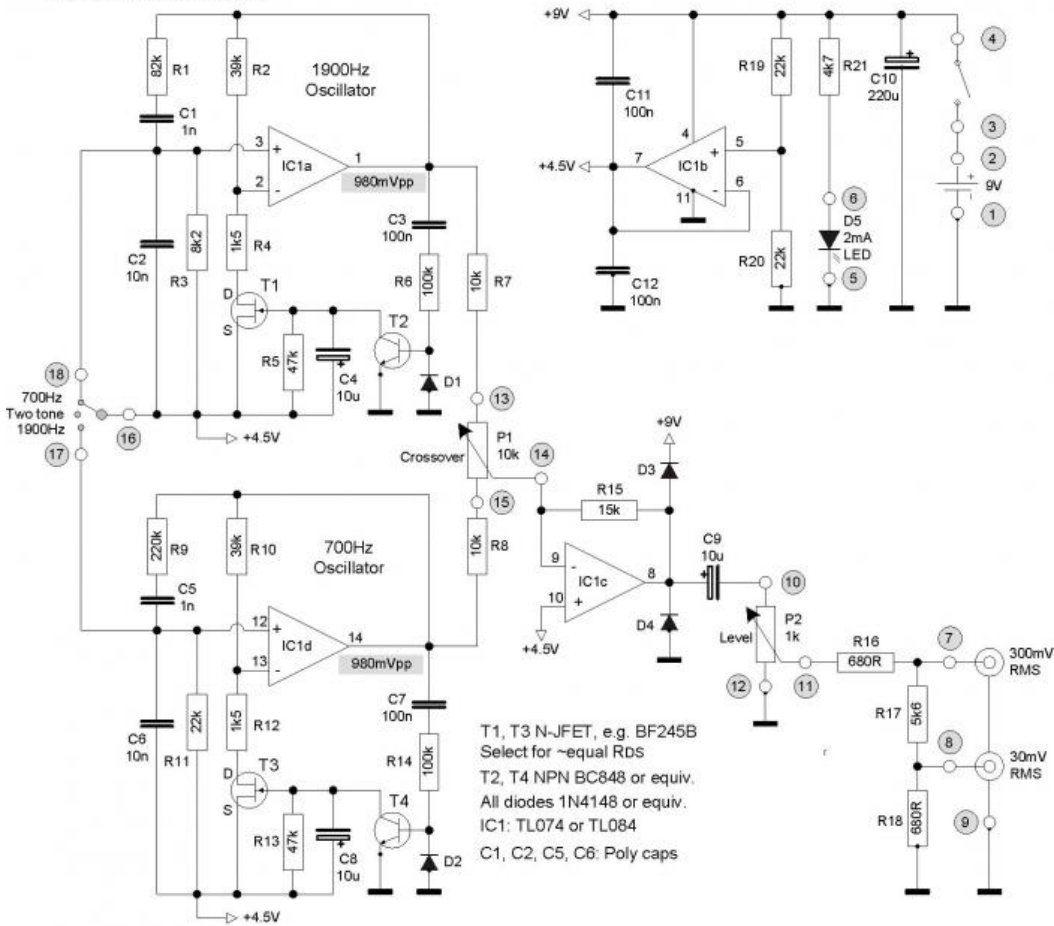 +9V
82k
R1
39k
R2
1900Hz
Oscillator
C1
1n
3
+
IC1a
1
2
-
980mVpp
C2
10n
8k2
R3
1k5
R4
C3
100n
R6
100k
10k
R7
D
S
T1
T2
R5
47k
C4
10u
D1
18
700Hz
Two tone
1900Hz
17
16
+4.5V
13
P1
10k
Crossover
14
15
C11
100n
R19
22k
4k7
R21
C10
220u
4
3
2
+
9V
1
4
5
+
+4.5V
7
IC1b
-
6
11
C12
100n
R20
22k
6
D5
2mA
LED
5
220k
R9
39k
R10
700Hz
Oscillator
10k
R8
C5
1n
12
+
IC1d
14
13
-
980mVpp
C6
10n
22k
R11
1k5
R12
C7
100n
R14
100k
D
S
T3
T4
R13
47k
C8
10u
D2
+4.5V
+9V
D3
R15
15k
C9
10u
9
-
IC1c
8
10
+
+4.5V
D4
10
P2
1k
Level
12
11
R16
680R
7
300mV
RMS
R17
5k6
8
30mV
RMS
R18
680R
9
T1, T3 N-JFET, e.g. BF245B
Select for ~equal RDS
T2, T4 NPN BC848 or equiv.
All diodes 1N4148 or equiv.
IC1: TL074 or TL084
C1, C2, C5, C6: Poly caps